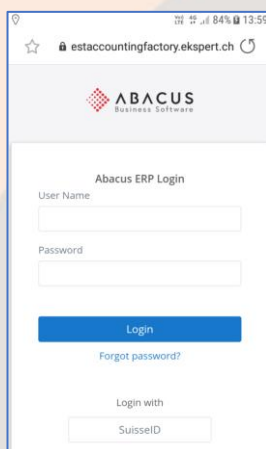 84% 13:59
estaccountingfactory.ekspert.ch
ABACUS
Business Software
Abacus ERP Login
User Name
Password
Login
Forgot password?
Login with
SuisseID